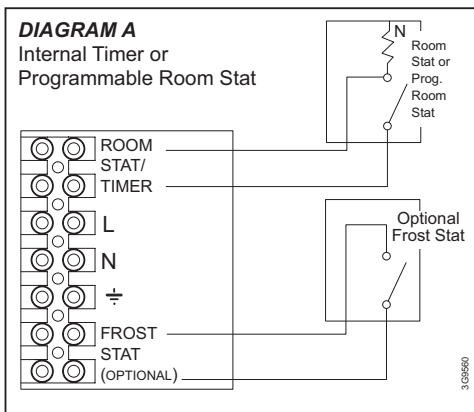 DIAGRAM A
Internal Timer or
Programmable Room Stat
N
Room
Stat or
Prog.
Room
Stat
ROOM
STAT/
TIMER
L
N
FROST
STAT
(OPTIONAL)
Optional
Frost Stat
3G9560